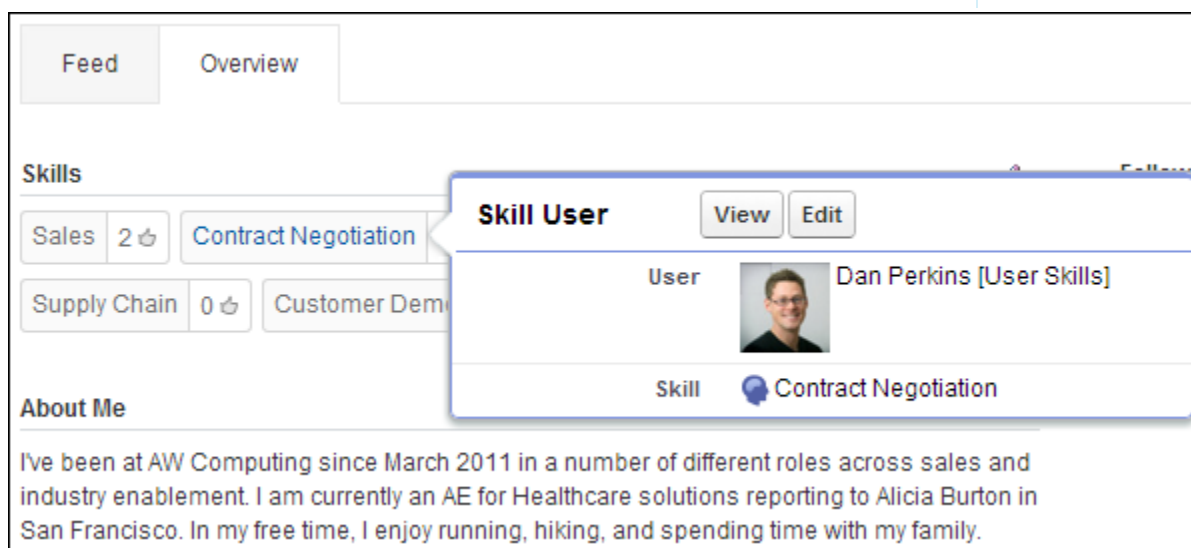 Feed Overview
Skills
Sales 2 Contract Negotiation
Supply Chain 0 Customer Dem
Skill User View Edit
User Dan Perkins [User Skills]
Skill Contract Negotiation
About Me
I've been at AW Computing since March 2011 in a number of different roles across sales and
industry enablement. I am currently an AE for Healthcare solutions reporting to Alicia Burton in
San Francisco. In my free time, I enjoy running, hiking, and spending time with my family.